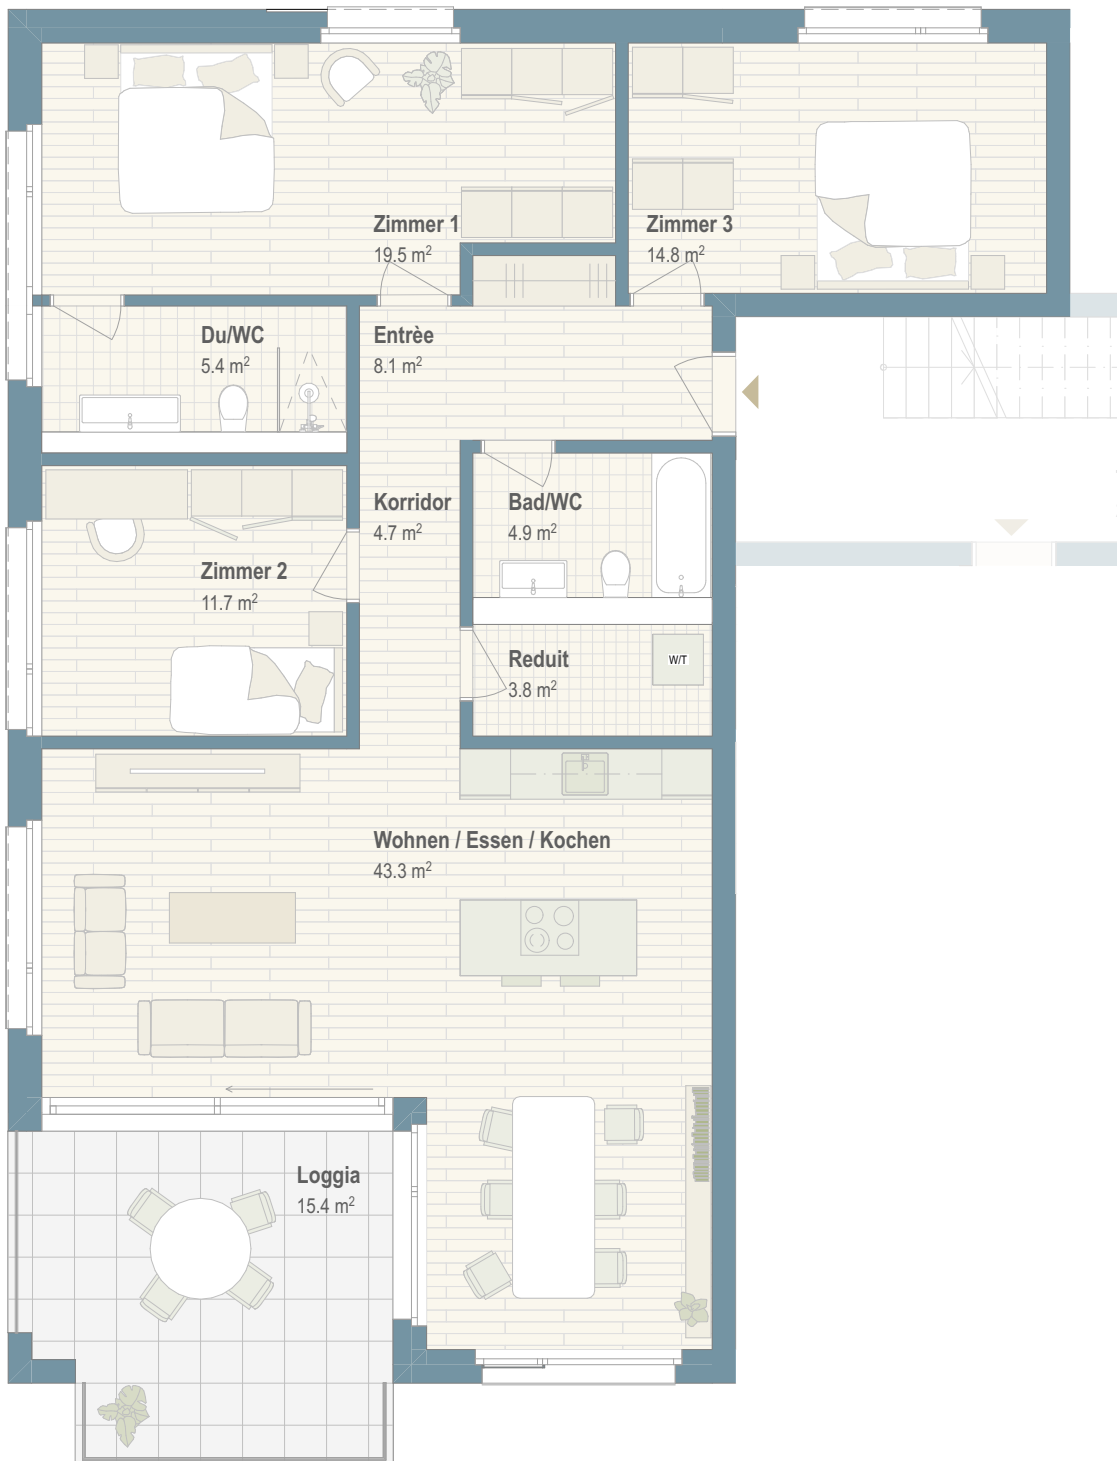 Zimmer 1
19.5 m²
Zimmer 3
14.8 m²
Du/WC
5.4 m²
Entrèe
8.1 m²
Korridor
4.7 m²
Bad/WC
4.9 m²
Zimmer 2
11.7 m²
Reduit
3.8 m²
W/T
Wohnen / Essen / Kochen
43.3 m²
Loggia
15.4 m²